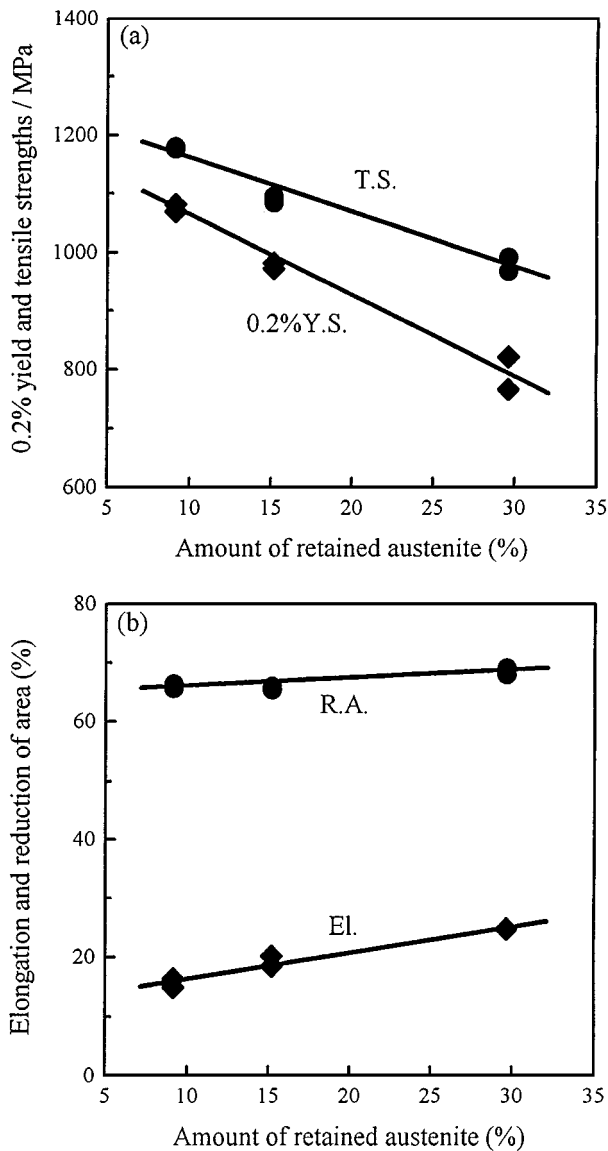 (a)
0.2% yield and tensile strengths / MPa
1400
1200
1000
800
600
T.S.
0.2%Y.S.
5 10 15 20 25 30 35
Amount of retained austenite (%)
(b)
Elongation and reduction of area (%)
80
60
40
20
0
R.A.
El.
5 10 15 20 25 30 35
Amount of retained austenite (%)